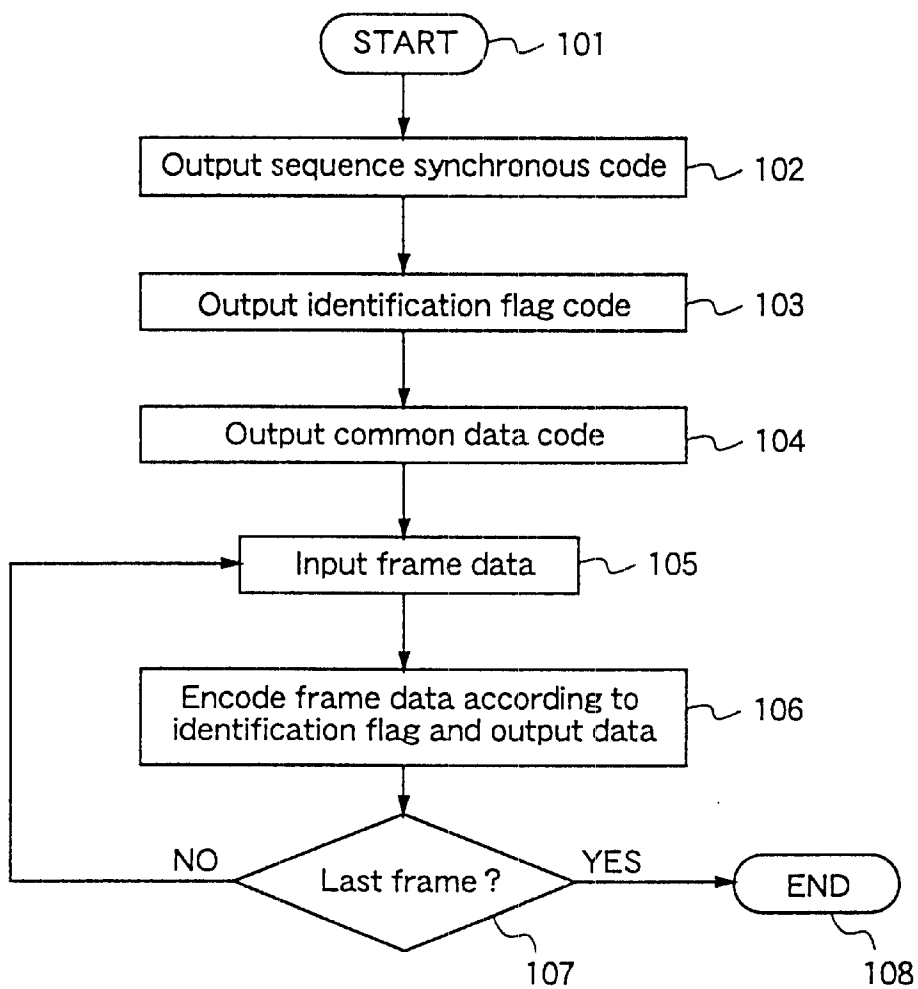 START
101
Output sequence synchronous code
102
Output identification flag code
103
Output common data code
104
Input frame data
105
Encode frame data according to
identification flag and output data
106
NO
Last frame?
YES
END
107
108